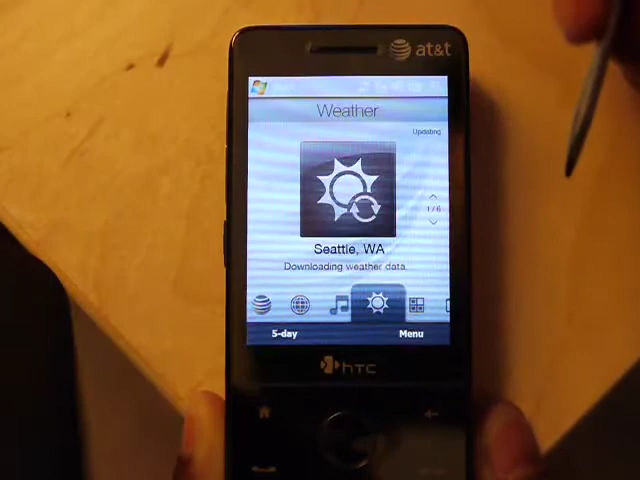 at&t
Weather
Updating
1/6
Seattle, WA
Downloading weather data.
5-day
Menu
hTC